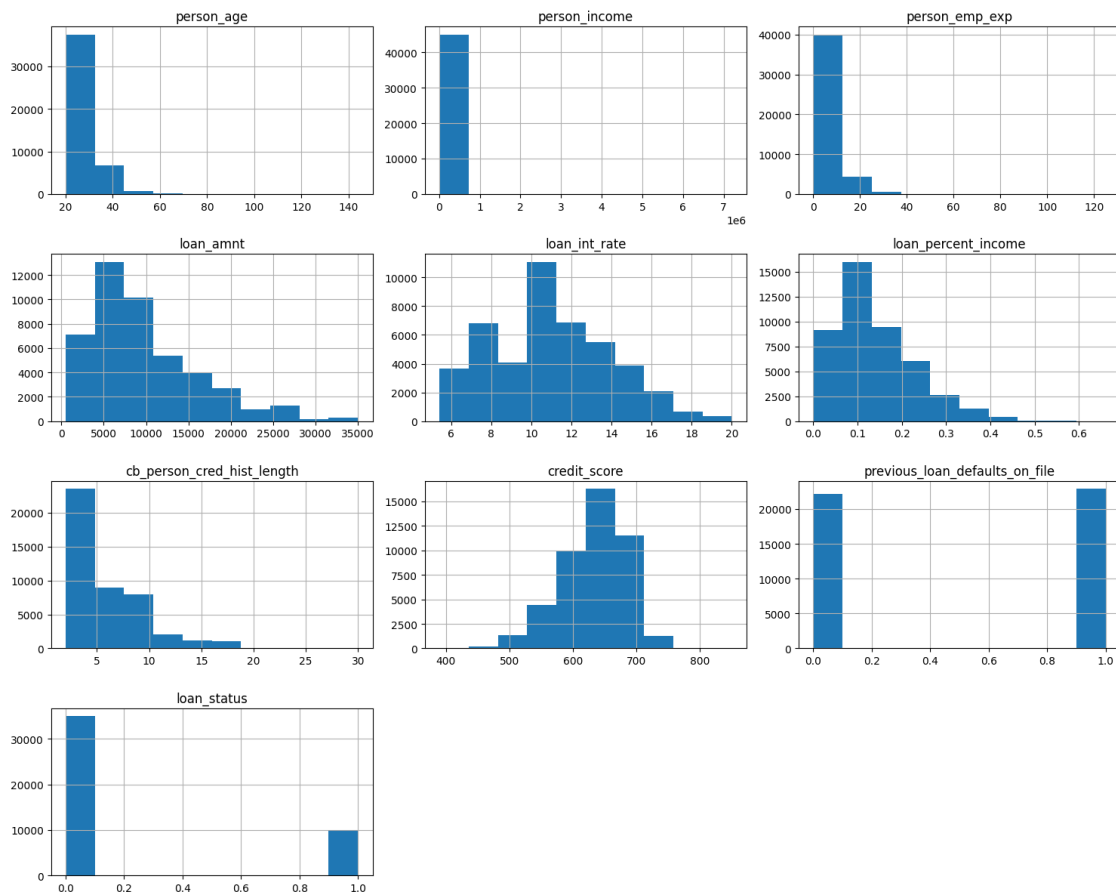 person_age
person_income
person_emp_exp
30000
20000
10000
0
20 40 60 80 100 120 140
40000
30000
20000
10000
0
0 1 2 3 4 5 6 7
1e6
40000
30000
20000
10000
0
0 20 40 60 80 100 120
loan_amnt
loan_int_rate
loan_percent_income
12000
10000
8000
6000
4000
2000
0
0 5000 10000 15000 20000 25000 30000 35000
10000
8000
6000
4000
2000
0
6 8 10 12 14 16 18 20
15000
12500
10000
7500
5000
2500
0
0.0 0.1 0.2 0.3 0.4 0.5 0.6
cb_person_cred_hist_length
credit_score
previous_loan_defaults_on_file
20000
15000
10000
5000
0
5 10 15 20 25 30
15000
12500
10000
7500
5000
2500
0
400 500 600 700 800
20000
15000
10000
5000
0
0.0 0.2 0.4 0.6 0.8 1.0
loan_status
30000
20000
10000
0
0.0 0.2 0.4 0.6 0.8 1.0